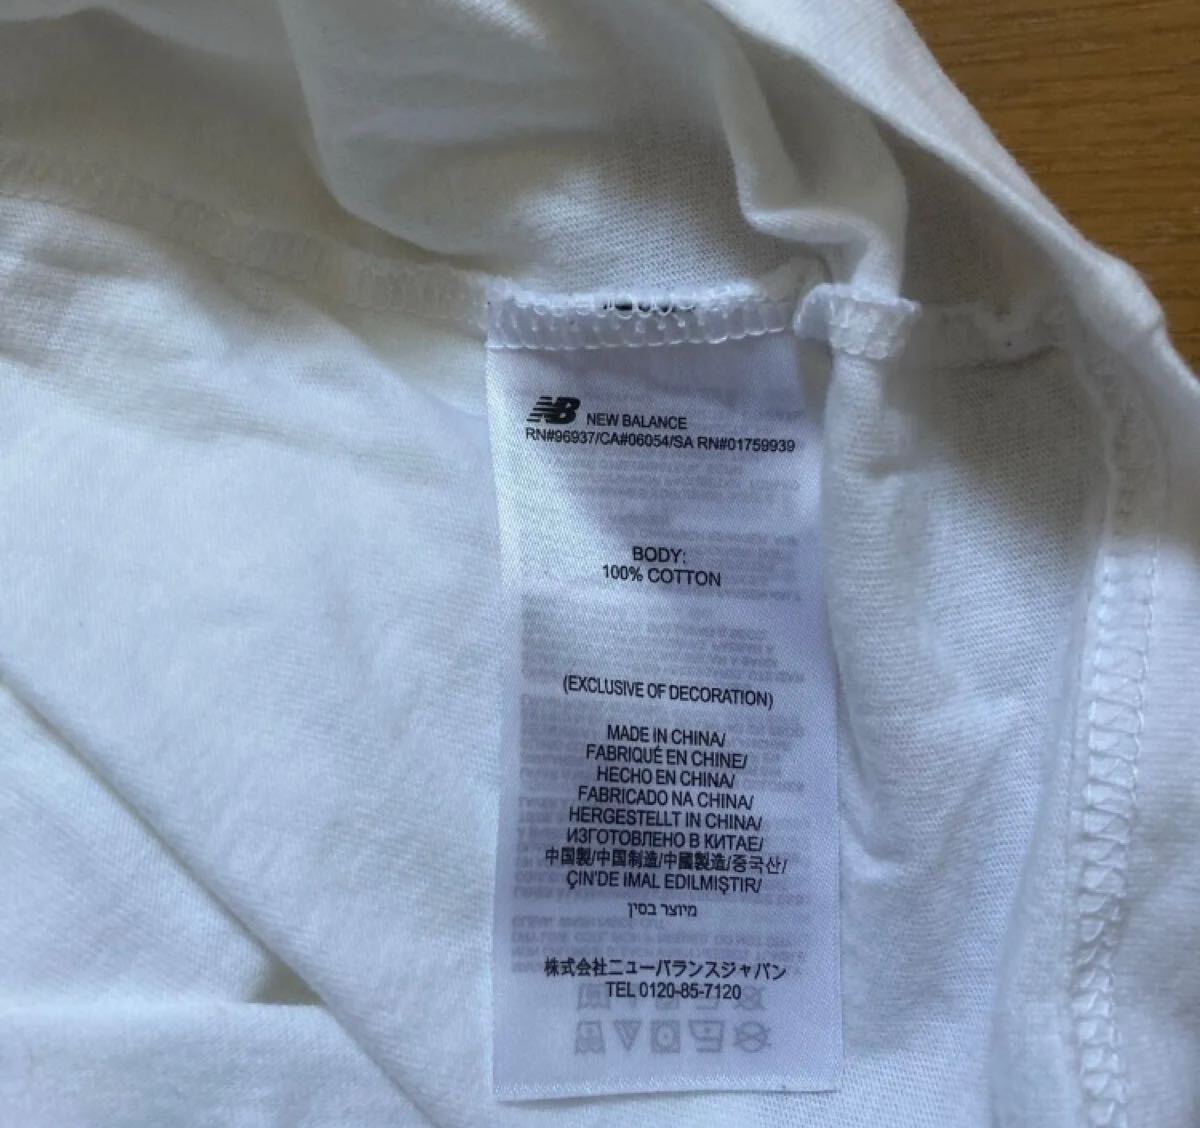 NB NEW BALANCE
RN#96937/CA#06054/SA RN#01759939
BODY:
100% COTTON
(EXCLUSIVE OF DECORATION)
MADE IN CHINA/
FABRIQUÉ EN CHINE/
HECHO EN CHINA/
FABRICADO NA CHINA/
HERGESTELLT IN CHINA/
ИЗГОТОВЛЕНО В КИТАЕ/
中国製/中国制造/中國製造/중국산/
ÇİN'DE IMAL EDILMIŞTIR/
מיוצר בסין
株式会社ニューバランスジャパン
TEL 0120-85-7120